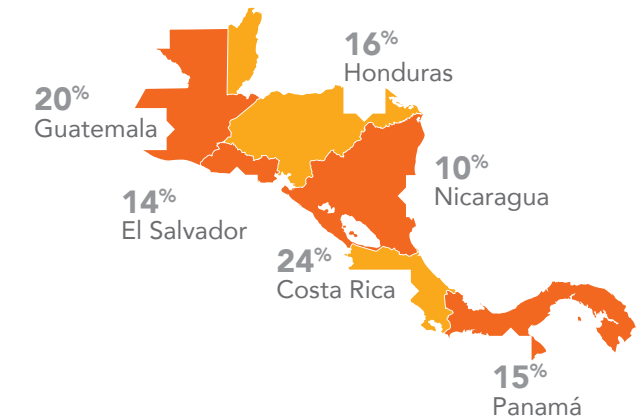 16%
Honduras
20%
Guatemala
10%
Nicaragua
14%
El Salvador
24%
Costa Rica
15%
Panamá